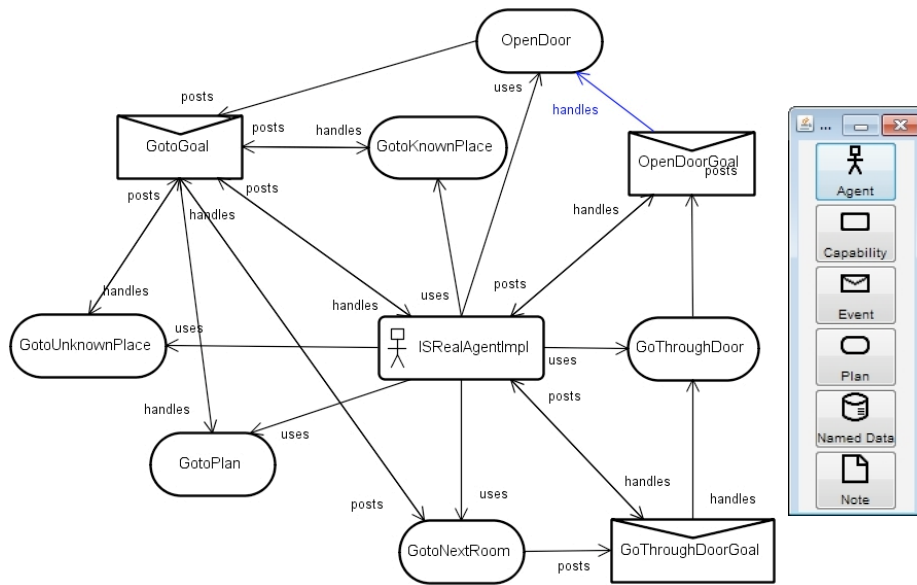 OpenDoor
uses
posts
handles
GotoGoal
posts
handles
GotoKnownPlace
OpenDoorGoal
posts
posts
posts
handles
handles
posts
handles
handles
uses
GotoUnknownPlace
uses
ISRealAgentImpl
uses
GoThroughDoor
posts
handles
uses
GotoPlan
posts
uses
handles
handles
GotoNextRoom
posts
GoThroughDoorGoal
...
Agent
Capability
Event
Plan
Named Data
Note